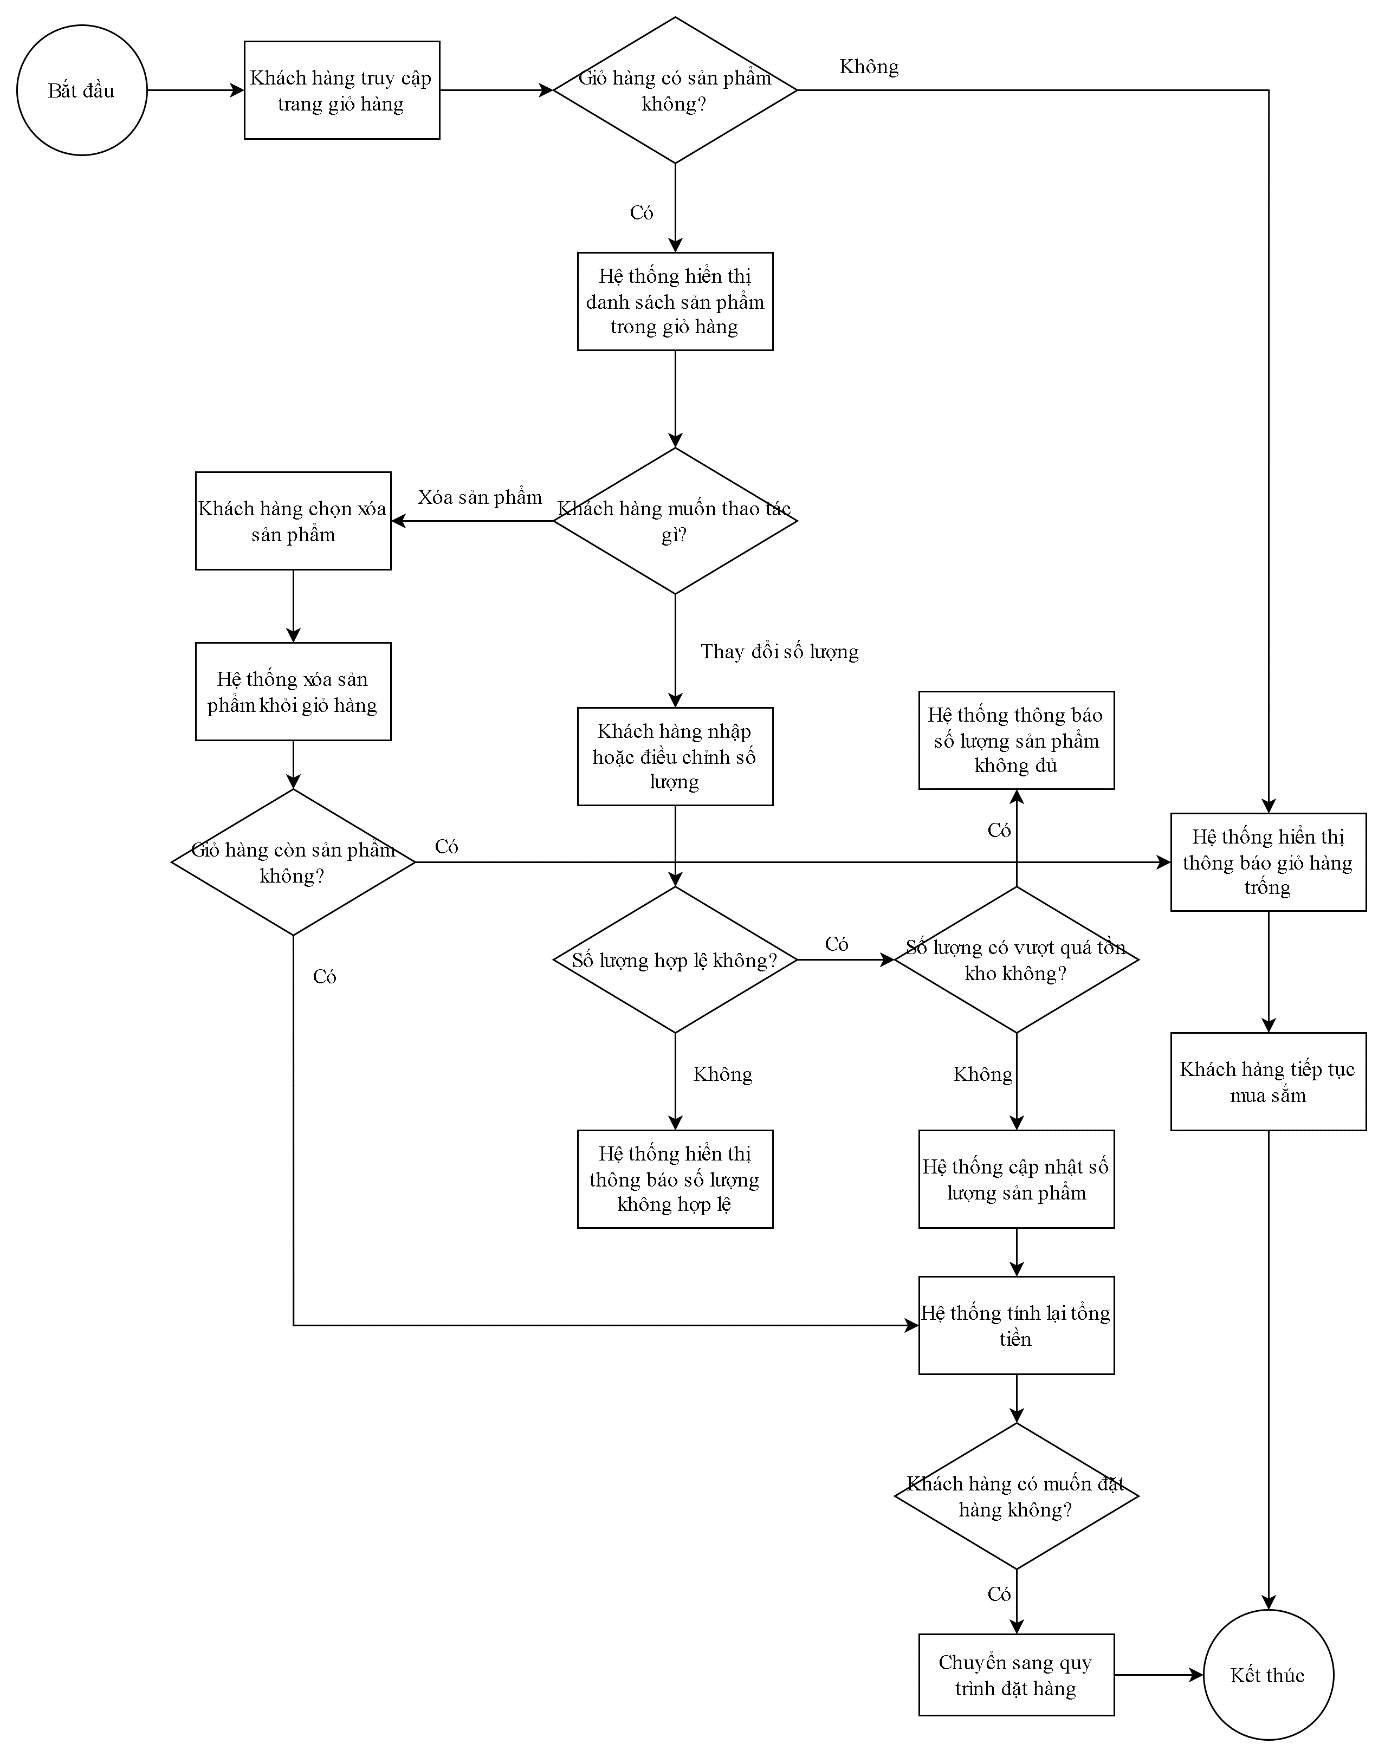 Bắt đầu
Khách hàng truy cập
trang giỏ hàng
Giỏ hàng có sản phẩm
không?
Không
Có
Hệ thống hiển thị
danh sách sản phẩm
trong giỏ hàng
Khách hàng muốn thao tác
gì?
Xóa sản phẩm
Khách hàng chọn xóa
sản phẩm
Hệ thống xóa sản
phẩm khỏi giỏ hàng
Thay đổi số lượng
Khách hàng nhập
hoặc điều chỉnh số
lượng
Hệ thống thông báo
số lượng sản phẩm
không đủ
Có
Giỏ hàng còn sản phẩm
không?
Có
Hệ thống hiển thị
thông báo giỏ hàng
trống
Có
Số lượng hợp lệ không?
Có
Số lượng có vượt quá tồn
kho không?
Không
Không
Khách hàng tiếp tục
mua sắm
Hệ thống hiển thị
thông báo số lượng
không hợp lệ
Hệ thống cập nhật số
lượng sản phẩm
Hệ thống tính lại tổng
tiền
Khách hàng có muốn đặt
hàng không?
Có
Chuyển sang quy
trình đặt hàng
Kết thúc